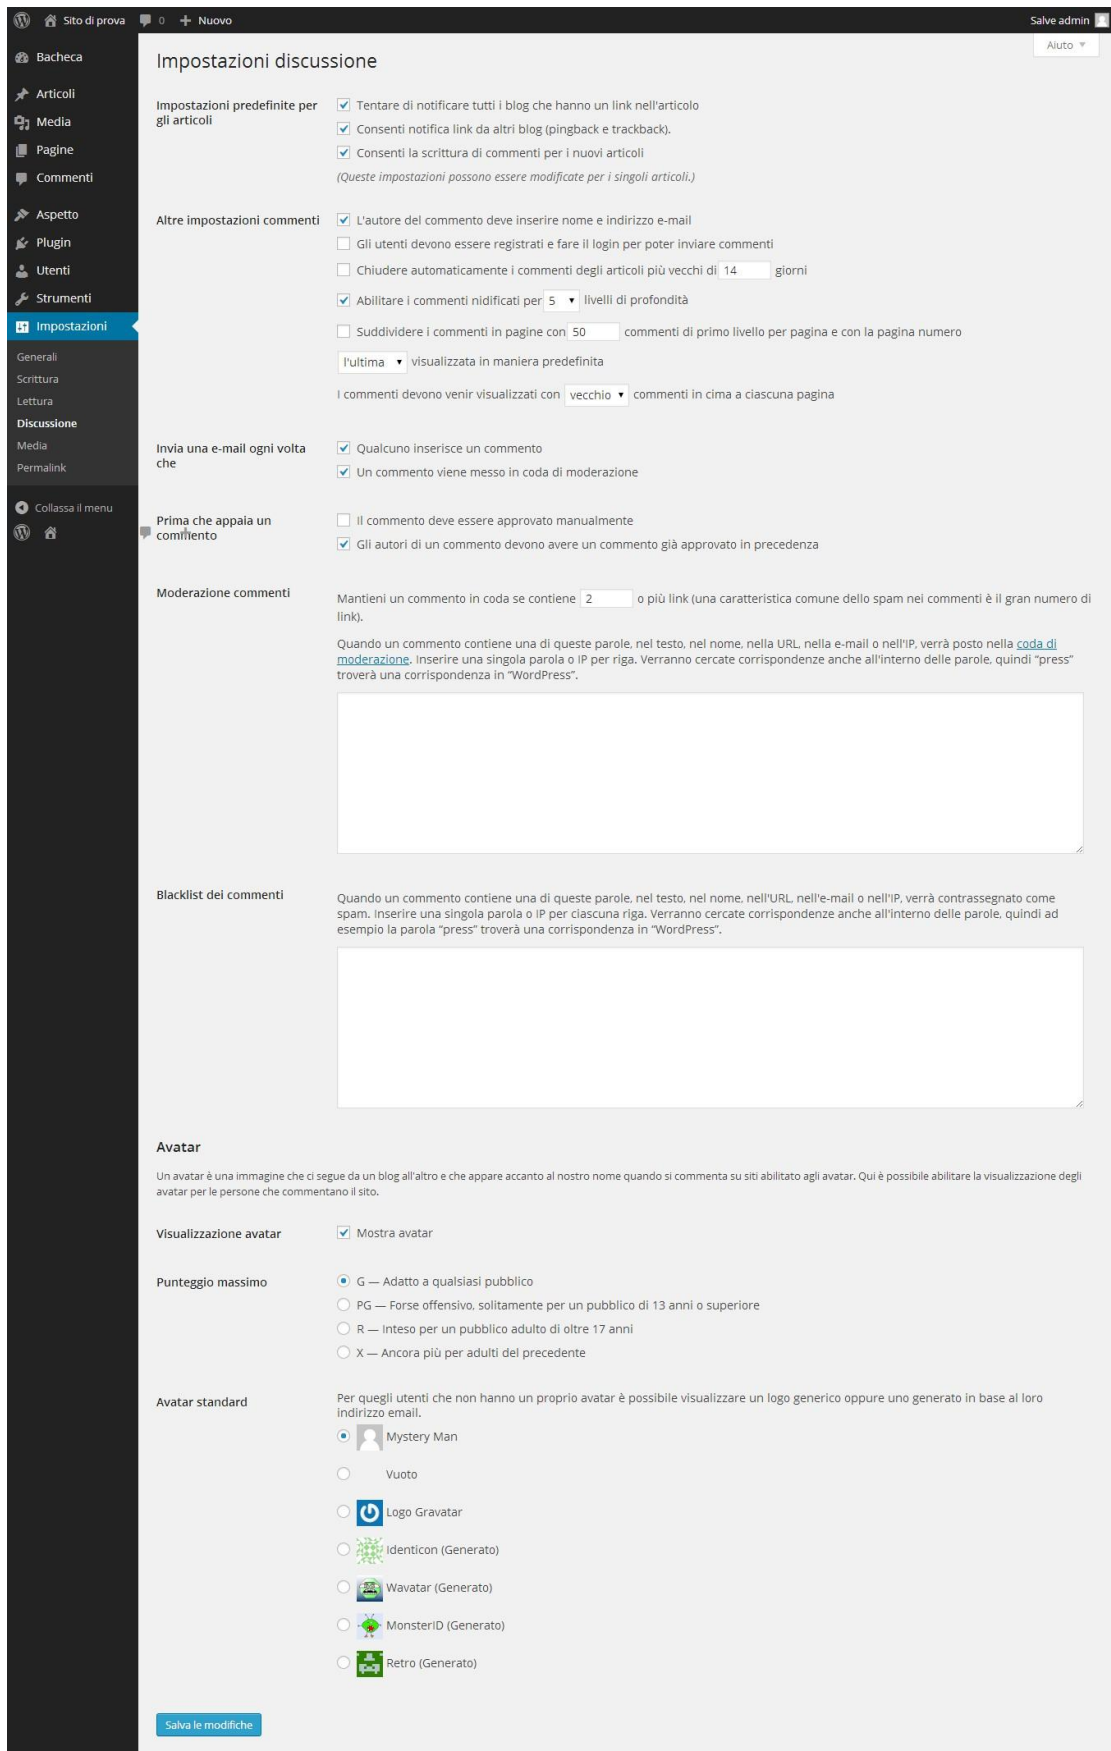 Sito di prova 0 + Nuovo Salve admin
Aiuto ▼
Bacheca
Articoli
Media
Pagine
Commenti
Aspetto
Plugin
Utenti
Strumenti
Impostazioni
Generali
Scrittura
Lettura
Discussione
Media
Permalink
Collassa il menu
Impostazioni discussione
Impostazioni predefinite per
gli articoli
Tentare di notificare tutti i blog che hanno un link nell'articolo
Consenti notifica link da altri blog (pingback e trackback).
Consenti la scrittura di commenti per i nuovi articoli
(Queste impostazioni possono essere modificate per i singoli articoli.)
Altre impostazioni commenti
L'autore del commento deve inserire nome e indirizzo e-mail
Gli utenti devono essere registrati e fare il login per poter inviare commenti
Chiudere automaticamente i commenti degli articoli più vecchi di 14 giorni
Abilitare i commenti nidificati per 5 livelli di profondità
Suddividere i commenti in pagine con 50 commenti di primo livello per pagina e con la pagina numero
l'ultima visualizzata in maniera predefinita
I commenti devono venir visualizzati con vecchio commenti in cima a ciascuna pagina
Invia una e-mail ogni volta
che
Qualcuno inserisce un commento
Un commento viene messo in coda di moderazione
Prima che appaia un
commento
Il commento deve essere approvato manualmente
Gli autori di un commento devono avere un commento già approvato in precedenza
Moderazione commenti
Mantieni un commento in coda se contiene 2 o più link (una caratteristica comune dello spam nei commenti è il gran numero di
link).
Quando un commento contiene una di queste parole, nel testo, nel nome, nella URL, nella e-mail o nell'IP, verrà posto nella coda di
moderazione. Inserire una singola parola o IP per riga. Verranno cercate corrispondenze anche all'interno delle parole, quindi “press”
troverà una corrispondenza in “WordPress”.
Blacklist dei commenti
Quando un commento contiene una di queste parole, nel testo, nel nome, nell'URL, nell'e-mail o nell'IP, verrà contrassegnato come
spam. Inserire una singola parola o IP per ciascuna riga. Verranno cercate corrispondenze anche all'interno delle parole, quindi ad
esempio la parola “press” troverà una corrispondenza in “WordPress”.
Avatar
Un avatar è una immagine che ci segue da un blog all'altro e che appare accanto al nostro nome quando si commenta su siti abilitato agli avatar. Qui è possibile abilitare la visualizzazione degli
avatar per le persone che commentano il sito.
Visualizzazione avatar
Mostra avatar
Punteggio massimo
G — Adatto a qualsiasi pubblico
PG — Forse offensivo, solitamente per un pubblico di 13 anni o superiore
R — Inteso per un pubblico adulto di oltre 17 anni
X — Ancora più per adulti del precedente
Avatar standard
Per quegli utenti che non hanno un proprio avatar è possibile visualizzare un logo generico oppure uno generato in base al loro
indirizzo email.
Mystery Man
Vuoto
Logo Gravatar
Identicon (Generato)
Wavatar (Generato)
MonsterID (Generato)
Retro (Generato)
Salva le modifiche